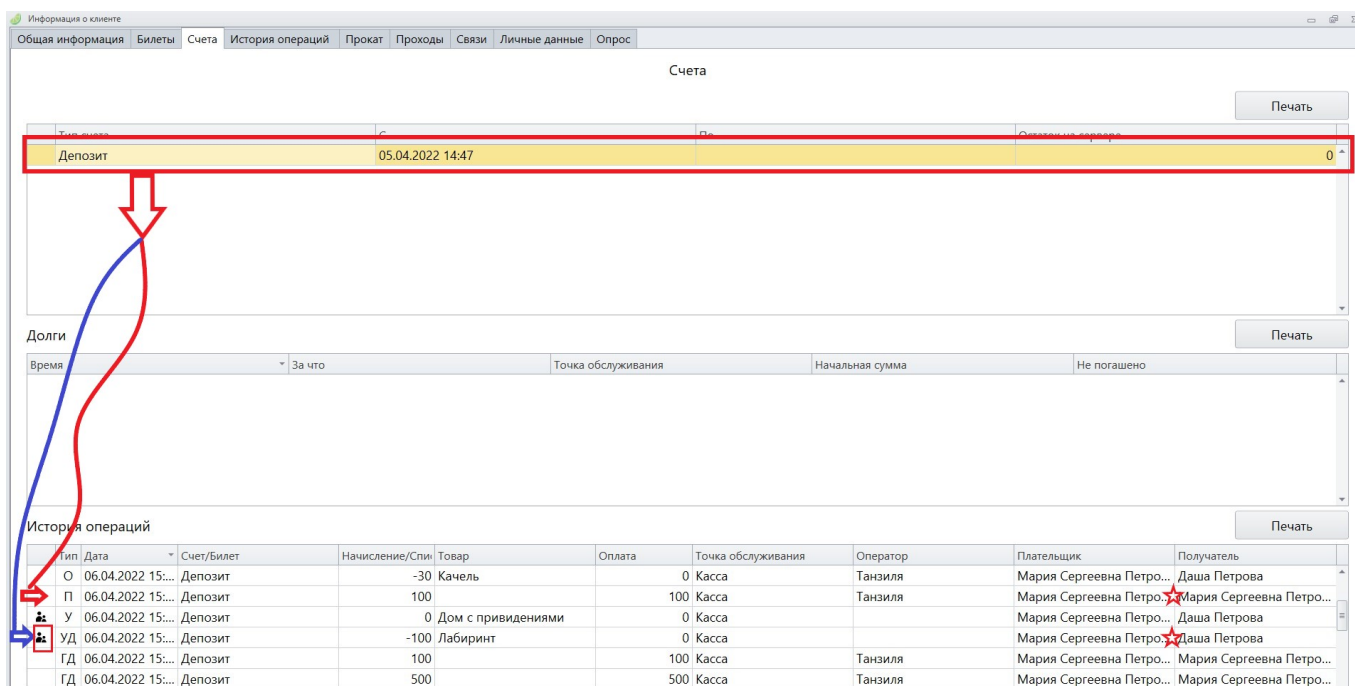 Информация о клиенте
Общая информация Билеты Счета История операций Прокат Проходы Связи Личные данные Опрос
Счета
Печать
Тип счета С По Остаток на сервере
Депозит 05.04.2022 14:47 0
Долги Печать
Время За что Точка обслуживания Начальная сумма Не погашено
История операций Печать
Тип Дата Счет/Билет Начисление/Спи Товар Оплата Точка обслуживания Оператор Плательщик Получатель
О 06.04.2022 15:... Депозит -30 Качель 0 Касса Танзиля Мария Сергеевна Петро... Даша Петрова
П 06.04.2022 15:... Депозит 100 100 Касса Танзиля Мария Сергеевна Петро... Мария Сергеевна Петро...
У 06.04.2022 15:... Депозит 0 Дом с привидениями 0 Касса Мария Сергеевна Петро... Даша Петрова
УД 06.04.2022 15:... Депозит -100 Лабиринт 0 Касса Мария Сергеевна Петро... Даша Петрова
ГД 06.04.2022 15:... Депозит 100 100 Касса Танзиля Мария Сергеевна Петро... Мария Сергеевна Петро...
ГД 06.04.2022 15:... Депозит 500 500 Касса Танзиля Мария Сергеевна Петро... Мария Сергеевна Петро...